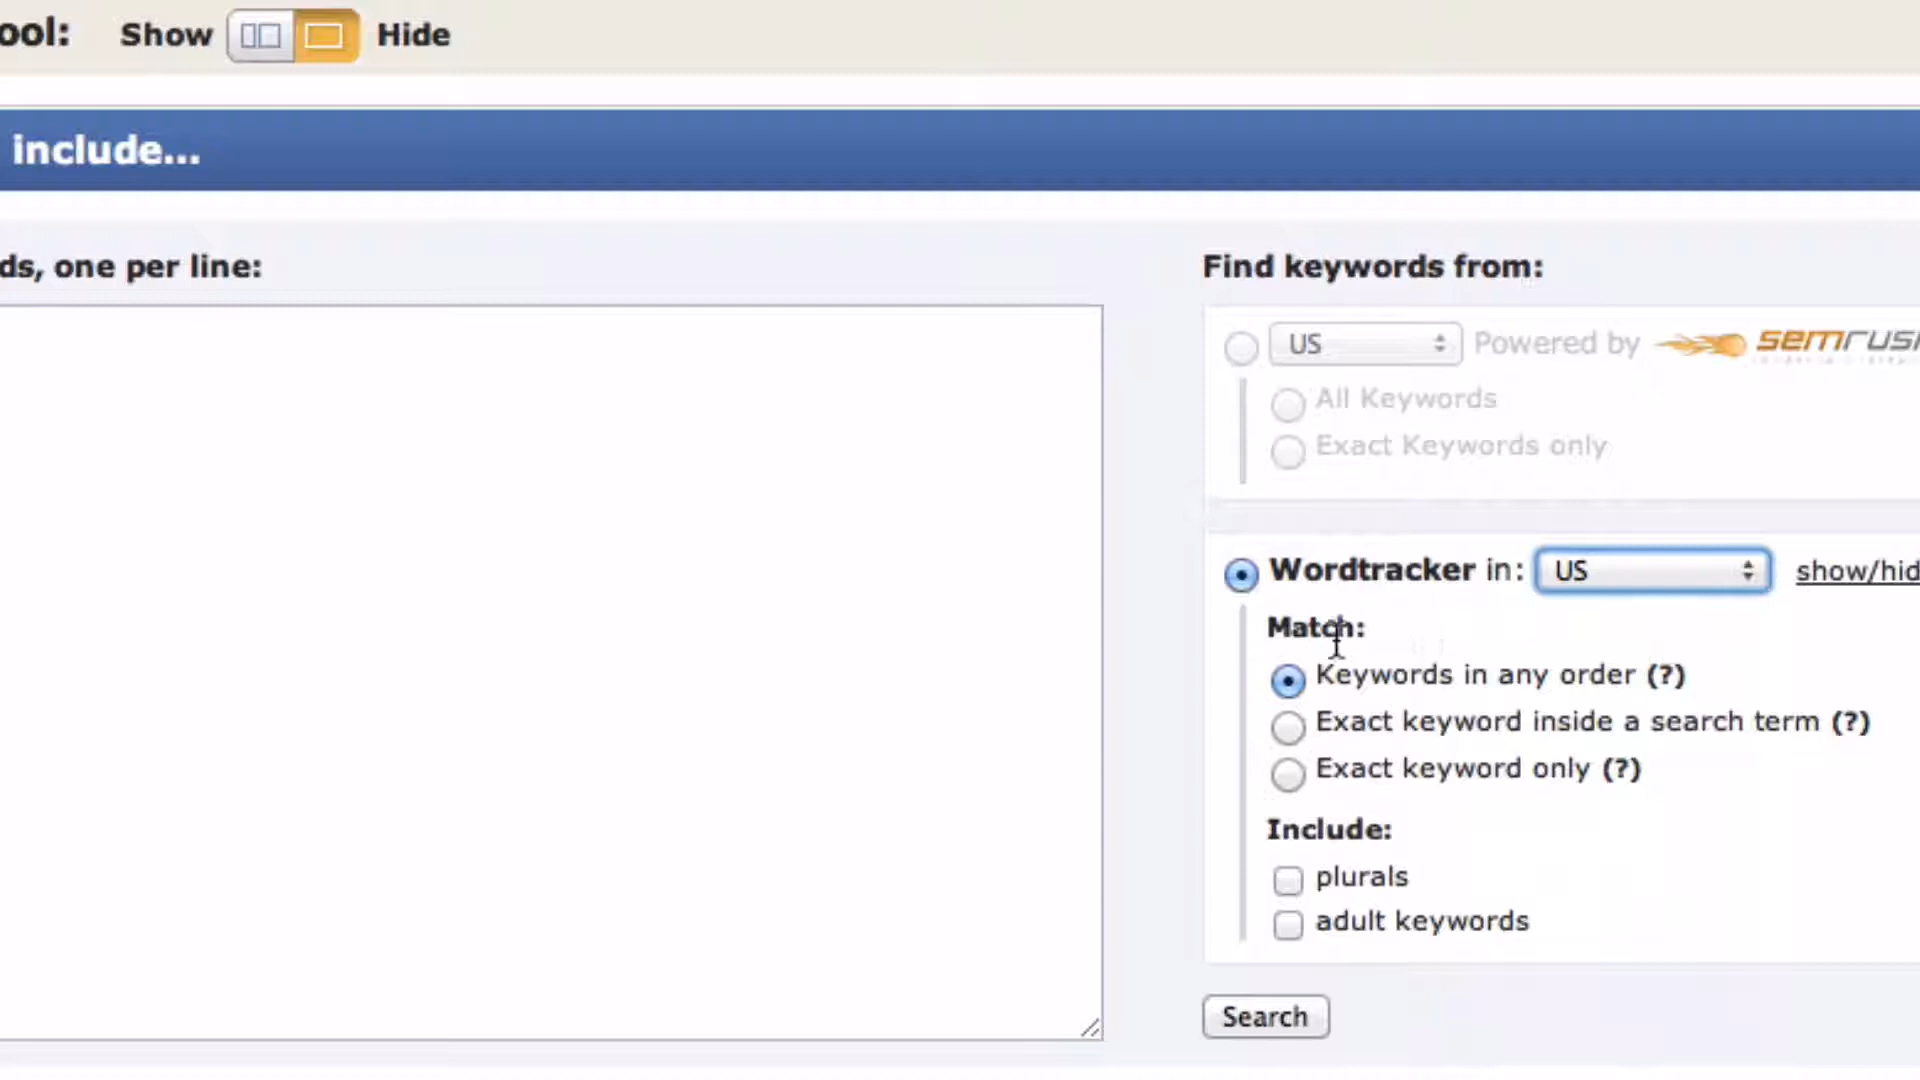 ool: Show Hide
include...
ds, one per line:
Find keywords from:
US Powered by semrus
All Keywords
Exact Keywords only
Wordtracker in: US show/hid
Match:
Keywords in any order (?)
Exact keyword inside a search term (?)
Exact keyword only (?)
Include:
plurals
adult keywords
Search